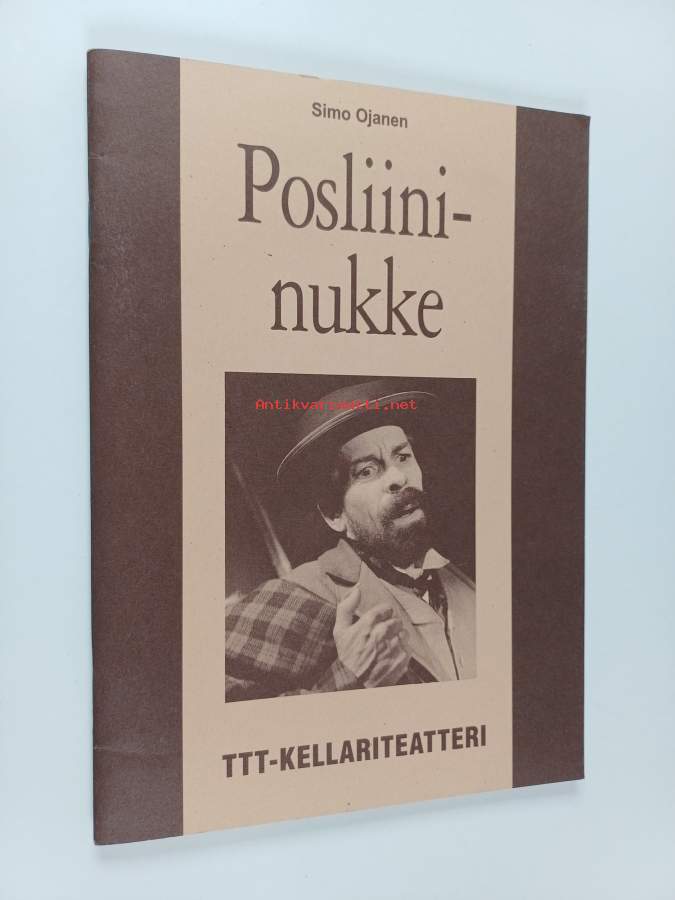 Simo Ojanen
Posliini-
nukke
Antikvariaatti.net
TTT-KELLARITEATTERI